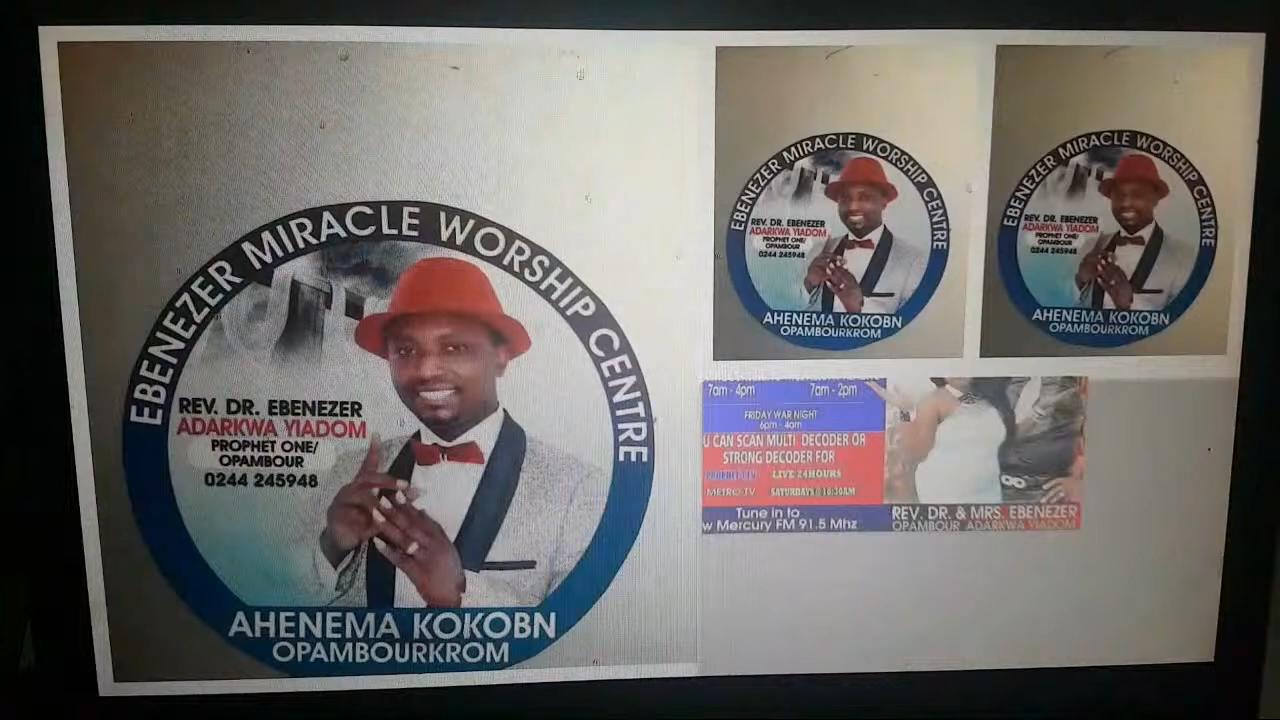 EBENEZER MIRACLE WORSHIP CENTRE
REV. DR. EBENEZER
ADARKWA YIADOM
PROPHET ONE/
OPAMBOUR
0244 245948
AHENEMA KOKOBN
OPAMBOURKROM
EBENEZER MIRACLE WORSHIP CENTRE
REV. DR. EBENEZER
ADARKWA YIADOM
PROPHET ONE/
OPAMBOUR
0244 245948
AHENEMA KOKOBN
OPAMBOURKROM
EBENEZER MIRACLE WORSHIP CENTRE
REV. DR. EBENEZER
ADARKWA YIADOM
PROPHET ONE/
OPAMBOUR
0244 245948
AHENEMA KOKOBN
OPAMBOURKROM
7am - 4pm 7am - 2pm
FRIDAY WAR NIGHT
6pm - 4am
U CAN SCAN MULTI DECODER OR
STRONG DECODER FOR
LIVE 24HOURS
METRO TV SATURDAYS@10:30AM
Tune in to
w Mercury FM 91.5 Mhz
REV. DR. & MRS. EBENEZER
OPAMBOUR ADARKWA YIADOM